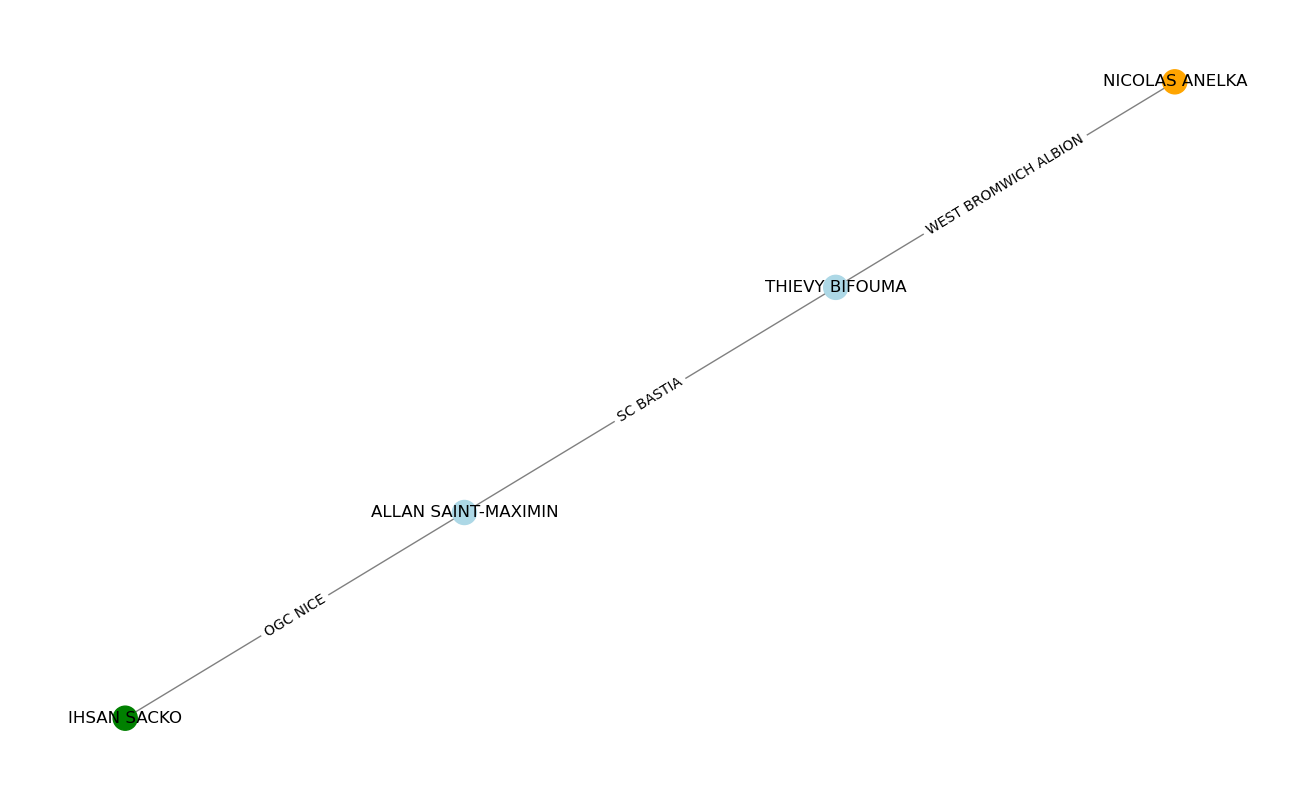 NICOLAS ANELKA
WEST BROMWICH ALBION
THIEVY BIFOUMA
SC BASTIA
ALLAN SAINT-MAXIMIN
OGC NICE
IHSAN SACKO